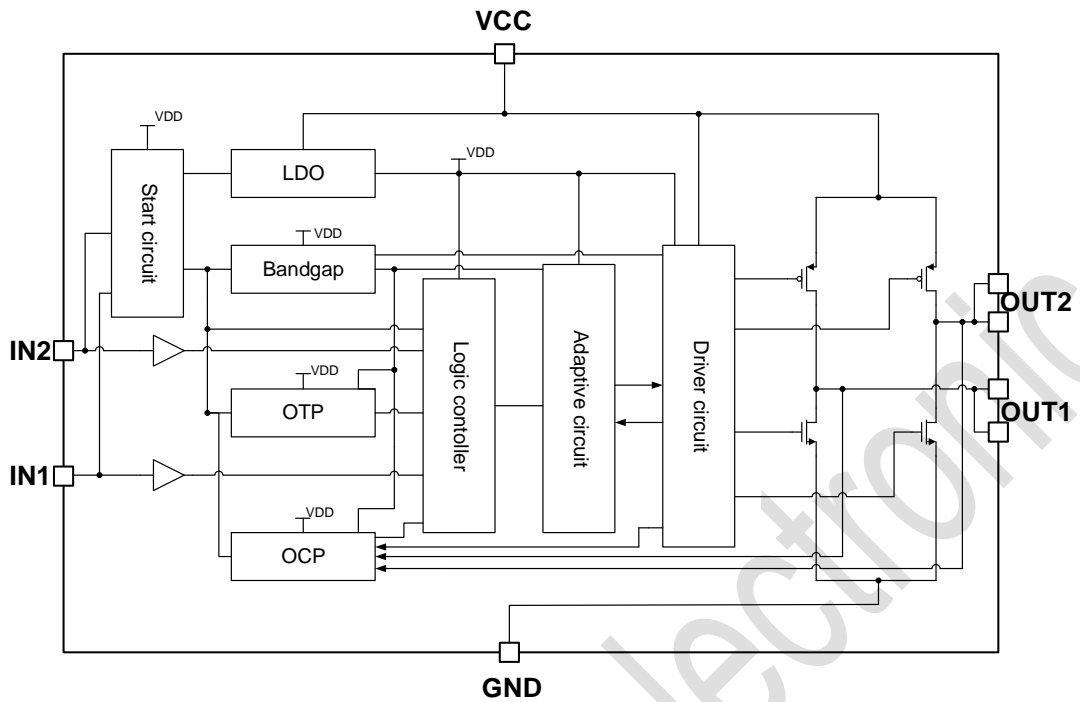 VCC
VDD
VDD
LDO
Start circuit
VDD
Bandgap
OUT2
IN2
Logic contoller
Adaptive circuit
Driver circuit
VDD
OTP
OUT1
IN1
VDD
OCP
GND
electronic